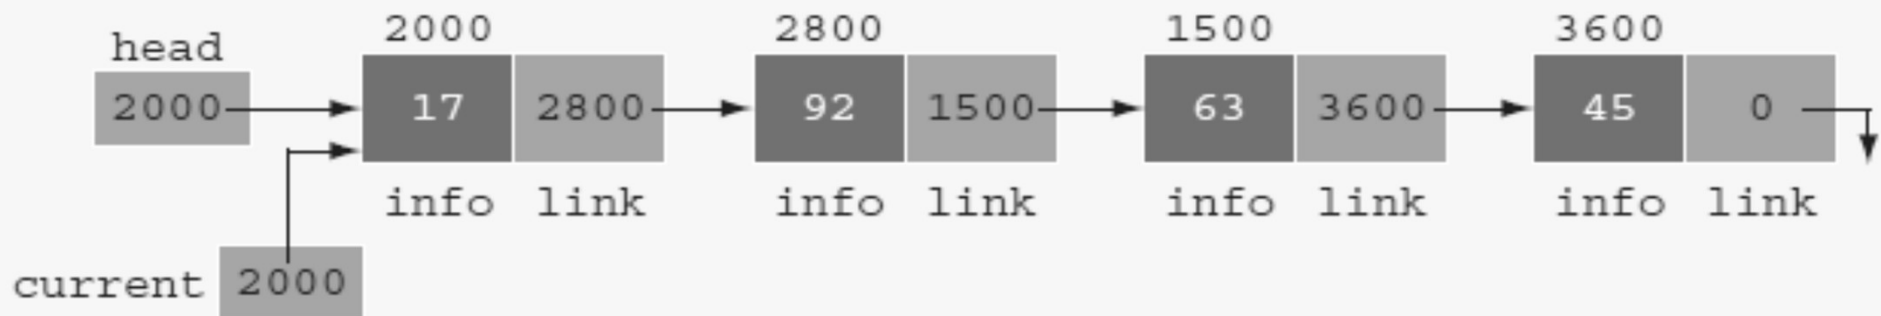 head 2000 2800 1500 3600
2000 17 2800 92 1500 63 3600 45 0
info link info link info link info link
current 2000